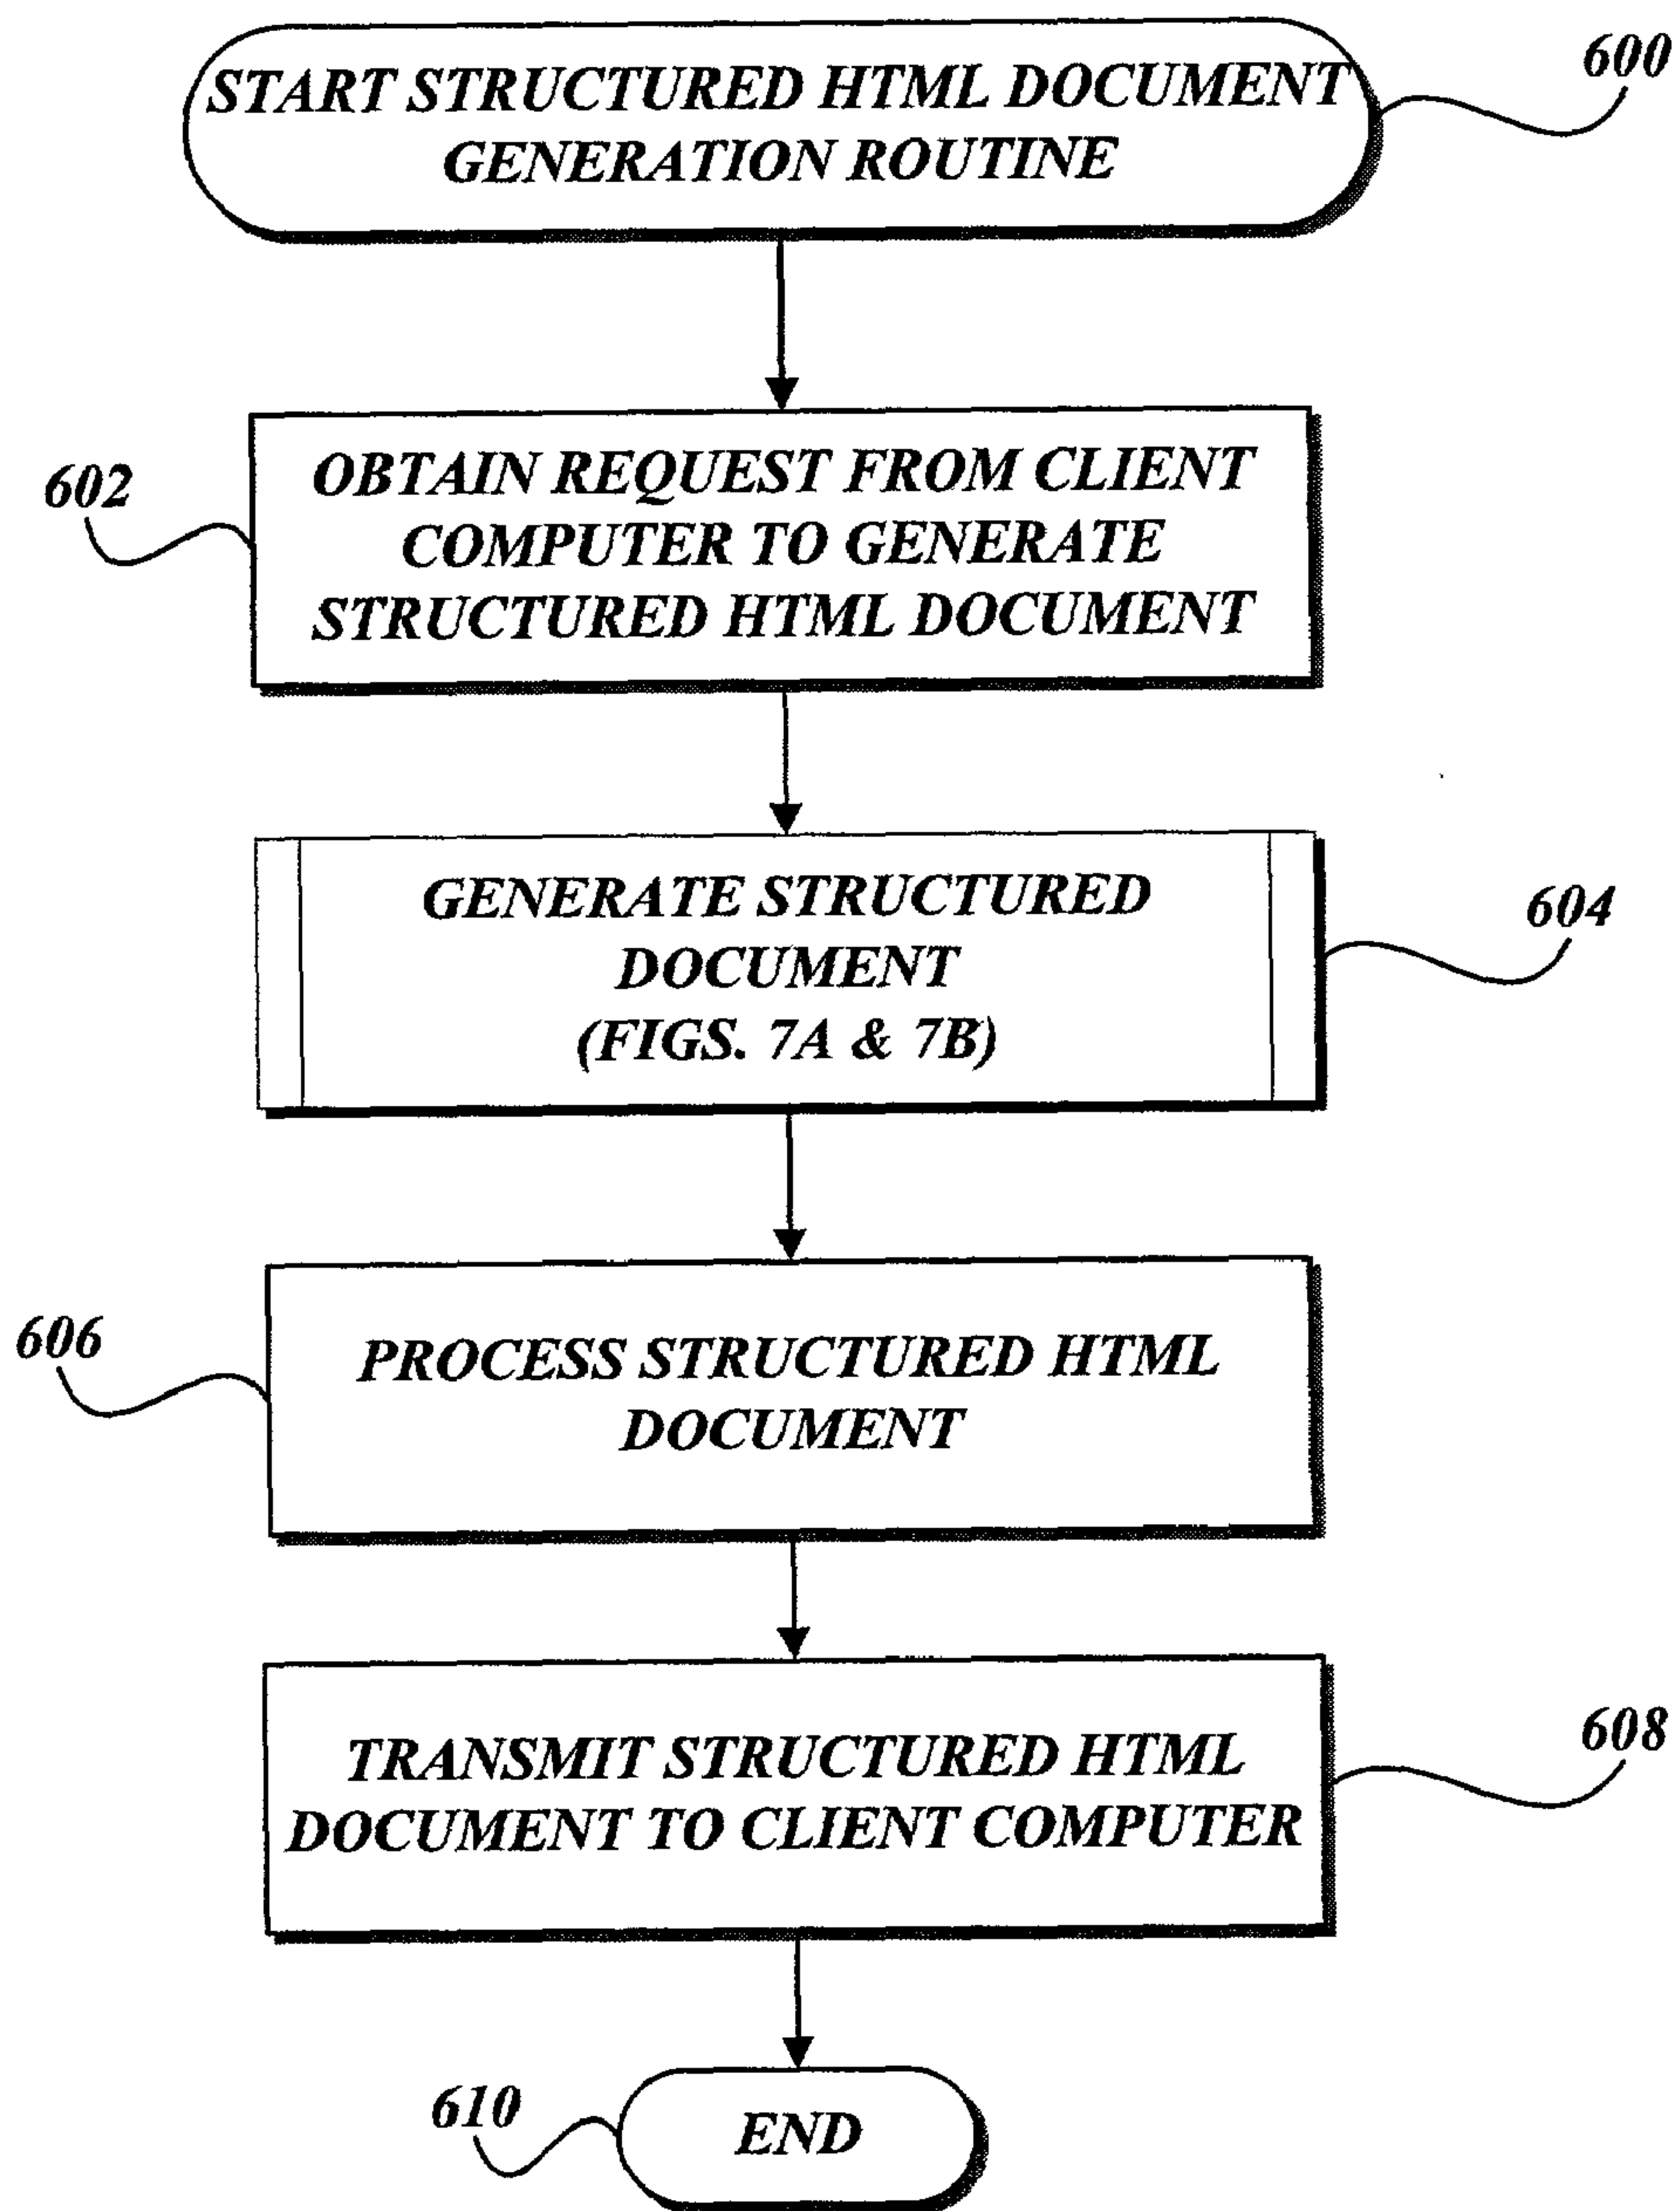 START STRUCTURED HTML DOCUMENT
GENERATION ROUTINE
600
602
OBTAIN REQUEST FROM CLIENT
COMPUTER TO GENERATE
STRUCTURED HTML DOCUMENT
GENERATE STRUCTURED
DOCUMENT
(FIGS. 7A & 7B)
604
606
PROCESS STRUCTURED HTML
DOCUMENT
TRANSMIT STRUCTURED HTML
DOCUMENT TO CLIENT COMPUTER
608
610
END